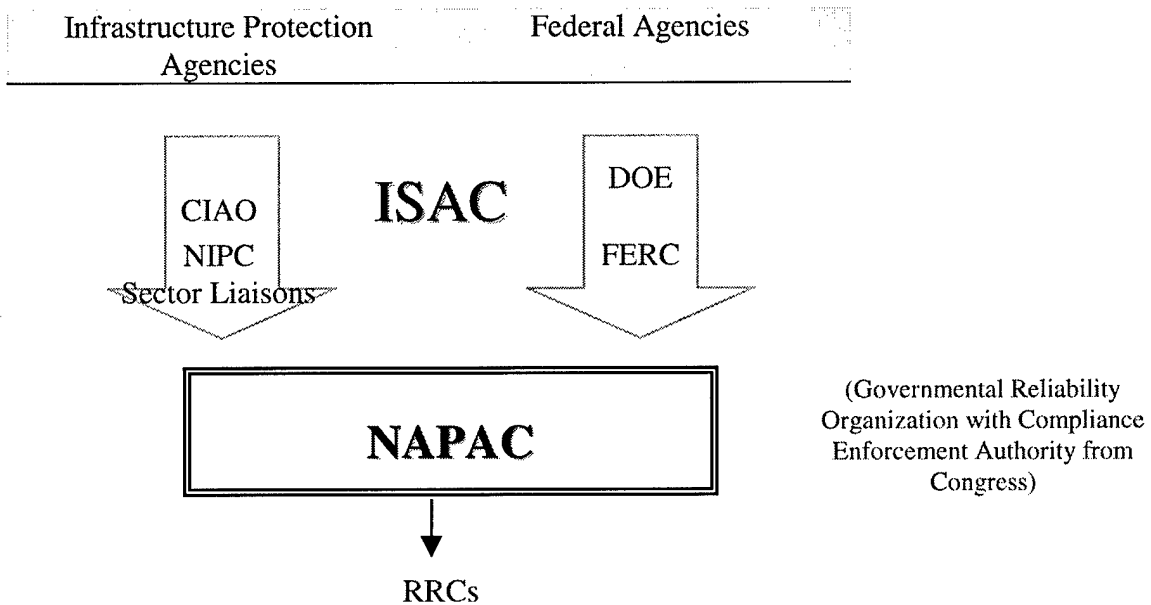 Infrastructure Protection
Agencies
Federal Agencies
CIAO
NIPC
Sector Liaisons
ISAC
DOE
FERC
NAPAC
(Governmental Reliability
Organization with Compliance
Enforcement Authority from
Congress)
RRCs